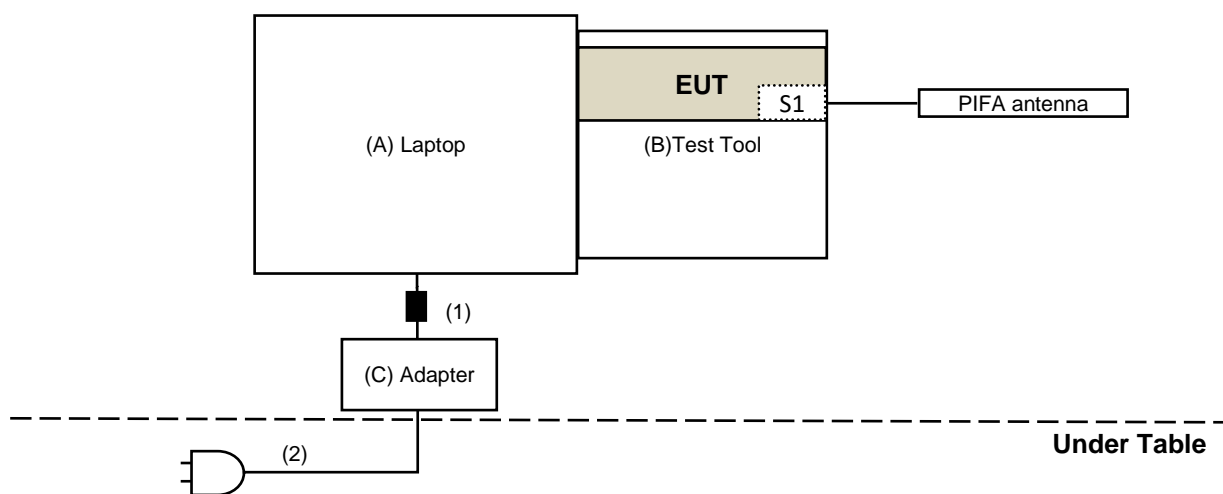 EUT
S1
PIFA antenna
(A) Laptop
(B)Test Tool
(1)
(C) Adapter
Under Table
(2)